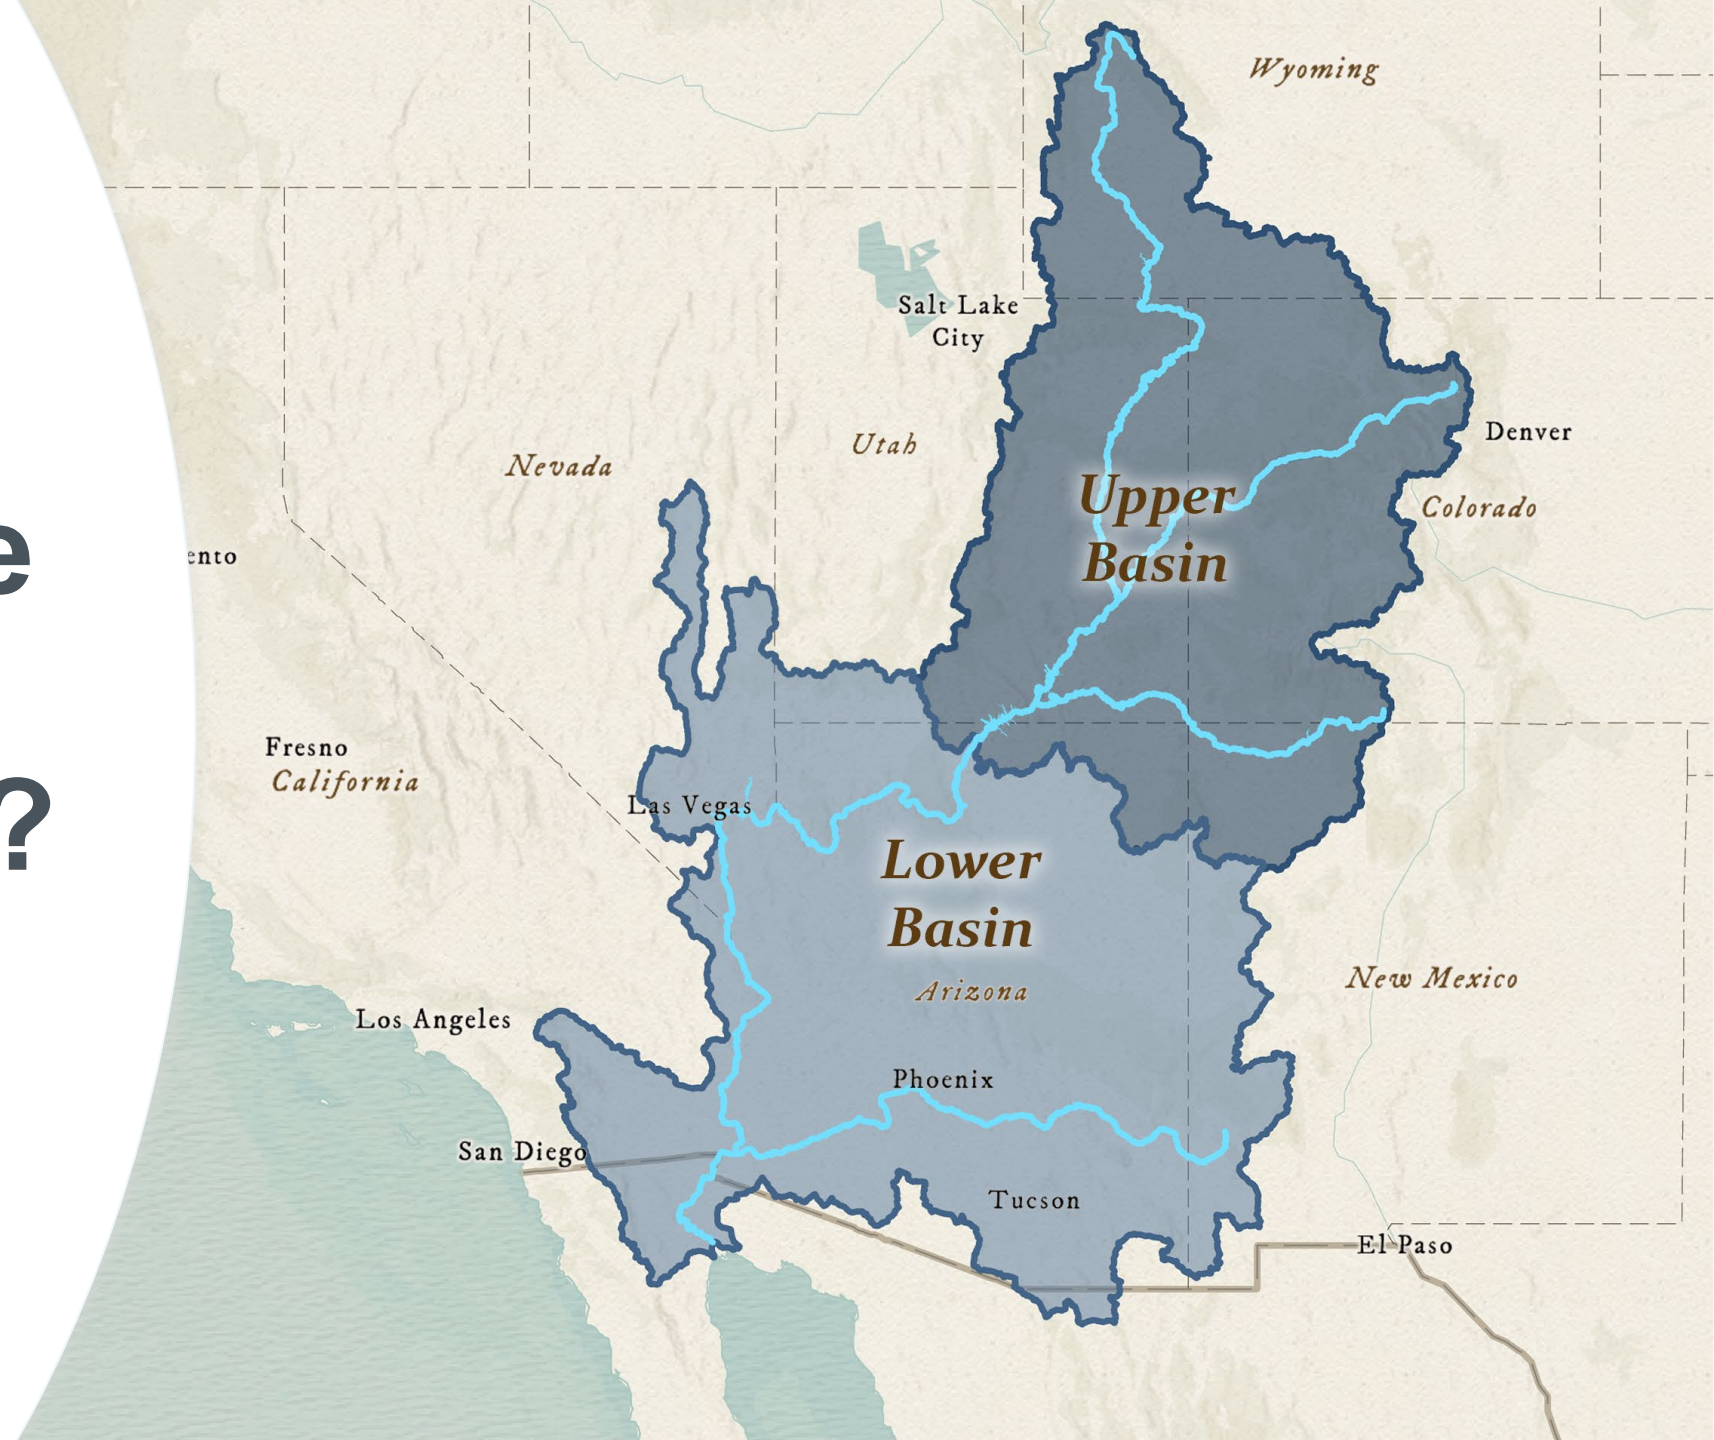 Wyoming
Salt Lake
City
Denver
Utah
Nevada
Upper
Basin
Colorado
e
ento
Fresno
California
Las Vegas
?
Lower
Basin
Arizona
New Mexico
Los Angeles
Phoenix
San Diego
Tucson
El Paso